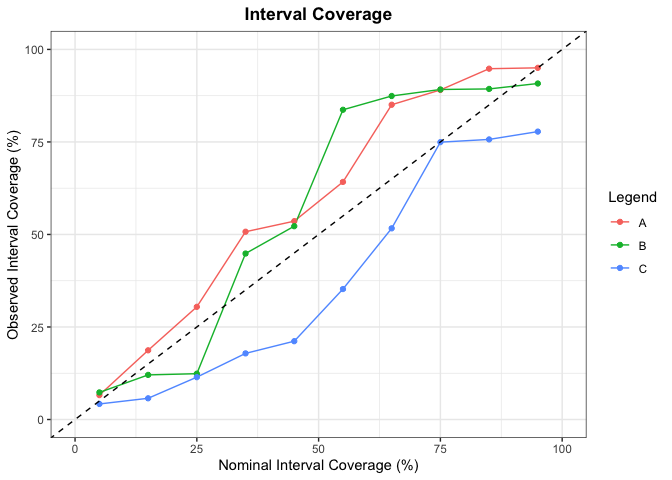 Interval Coverage
Observed Interval Coverage (%)
100
75
50
25
0
0 25 50 75 100
Nominal Interval Coverage (%)
Legend
A
B
C